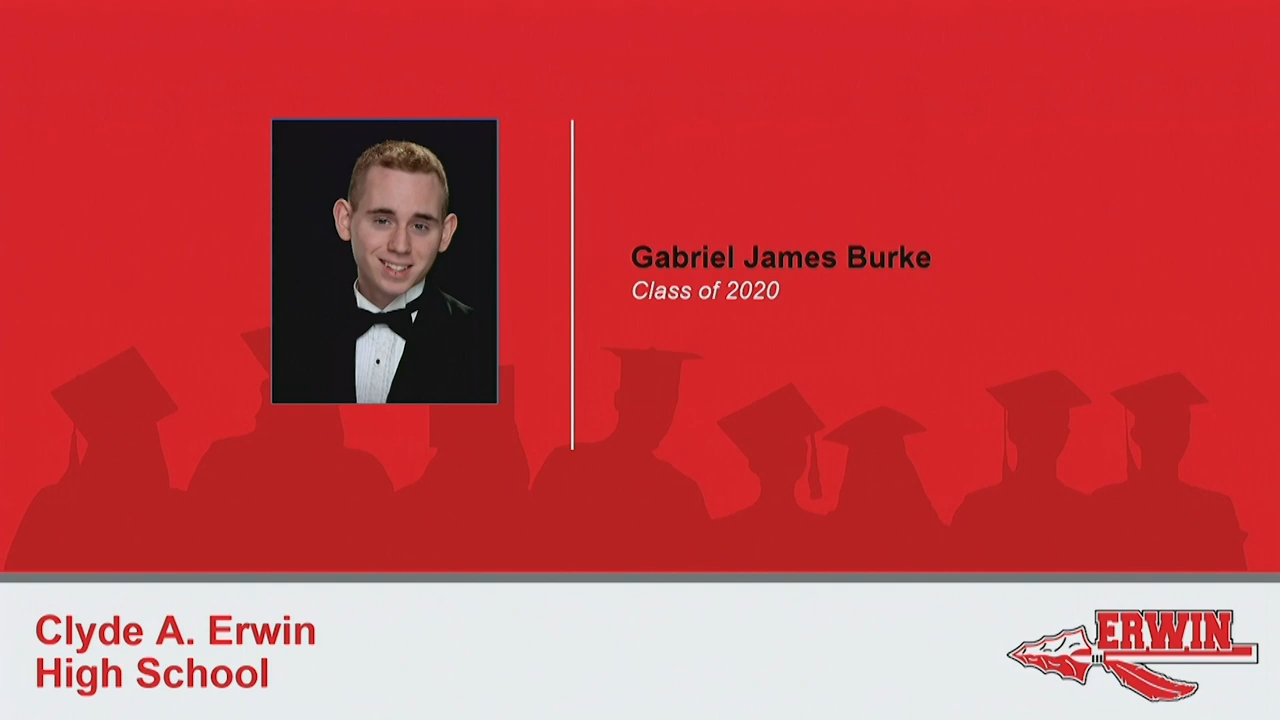 Gabriel James Burke
Class of 2020
Clyde A. Erwin
High School
ERWIN